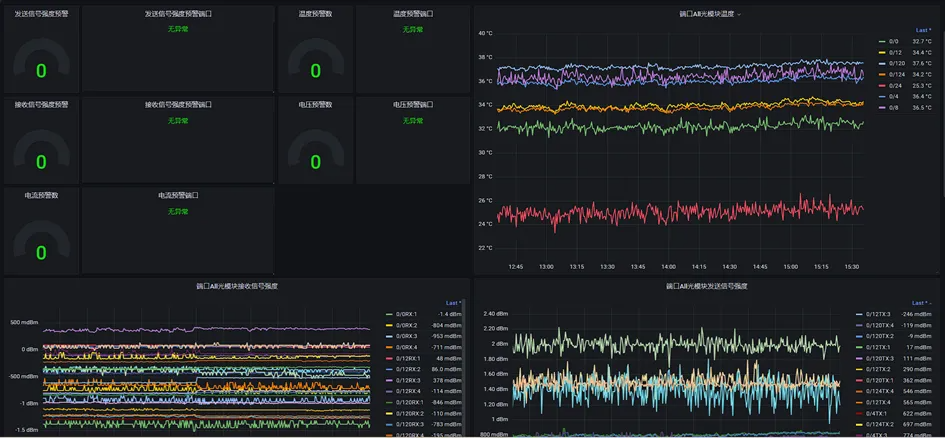 发送信号强度预警
发送信号强度预警端口
温度预警数
温度预警端口
0
无异常
0
无异常
接收信号强度预警
接收信号强度预警端口
电压预警数
电压预警端口
0
无异常
0
无异常
电流预警数
电流预警端口
0
无异常
端口All光模块温度
40 °C
38 °C
36 °C
34 °C
32 °C
30 °C
28 °C
26 °C
24 °C
22 °C
12:45
13:00
13:15
13:30
13:45
14:00
14:15
14:30
14:45
15:00
15:15
15:30
Last *
0/0 32.7 °C
0/12 34.4 °C
0/120 37.6 °C
0/124 34.2 °C
0/24 25.3 °C
0/4 36.4 °C
0/8 36.5 °C
端口All光模块接收信号强度
500 mdBm
0 dBm
-500 mdBm
-1 dBm
-1.5 dBm
Last *
0/0RX:1 -1.4 dBm
0/0RX:2 -804 mdBm
0/0RX:3 -953 mdBm
0/0RX:4 -711 mdBm
0/12RX:1 48 mdBm
0/12RX:2 86.0 mdBm
0/12RX:3 378 mdBm
0/12RX:4 -114 mdBm
0/120RX:1 -846 mdBm
0/120RX:2 -110 mdBm
0/120RX:3 -783 mdBm
0/120RX:4 -195 mdBm
端口All光模块发送信号强度
2.40 dBm
2.20 dBm
2 dBm
1.80 dBm
1.60 dBm
1.40 dBm
1.20 dBm
1 dBm
800 mdBm
Last *
0/12TX:3 -246 mdBm
0/120TX:4 -119 mdBm
0/120TX:2 -9 mdBm
0/12TX:1 17 mdBm
0/120TX:3 111 mdBm
0/12TX:2 290 mdBm
0/120TX:1 362 mdBm
0/124TX:4 546 mdBm
0/12TX:4 565 mdBm
0/4TX:1 622 mdBm
0/124TX:2 697 mdBm
0/4TX:3 774 mdBm